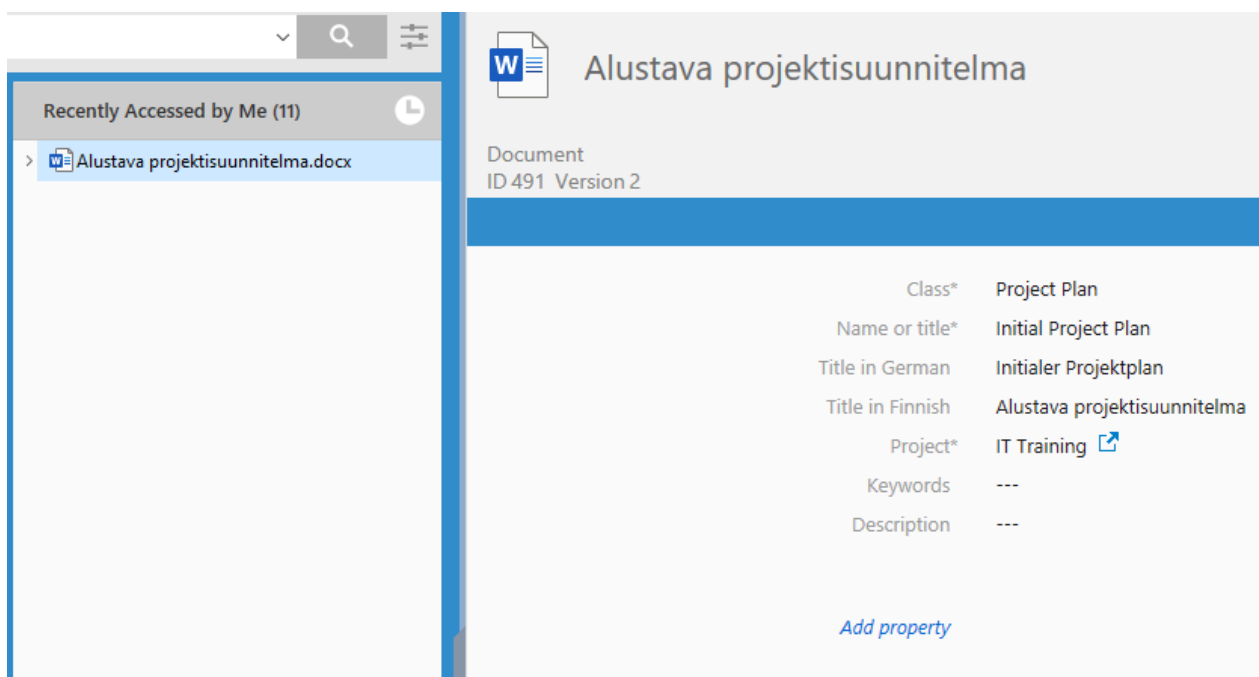 Recently Accessed by Me (11)
Alustava projektisuunnitelma.docx
W
Alustava projektisuunnitelma
Document
ID 491 Version 2
Class* Project Plan
Name or title* Initial Project Plan
Title in German Initialer Projektplan
Title in Finnish Alustava projektisuunnitelma
Project* IT Training
Keywords ---
Description ---
Add property